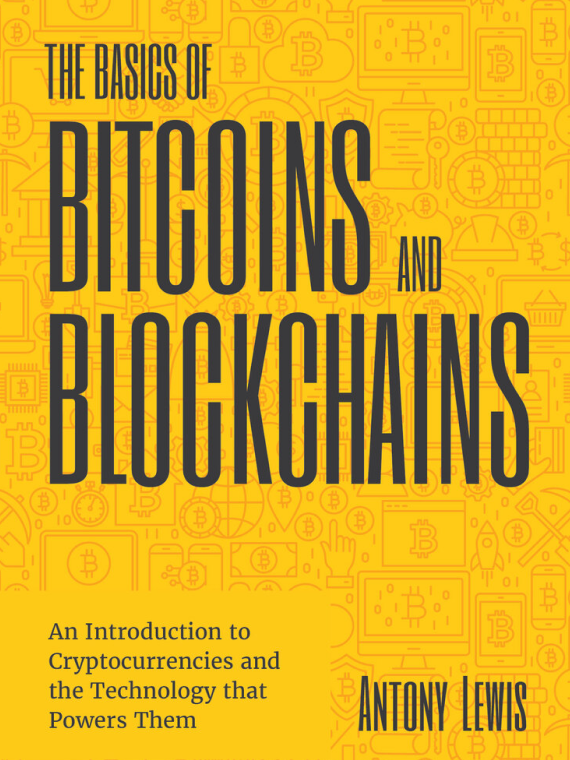 THE BASICS OF
BITCOINS AND
BLOCKCHAINS
An Introduction to
Cryptocurrencies and
the Technology that
Powers Them
ANTONY LEWIS